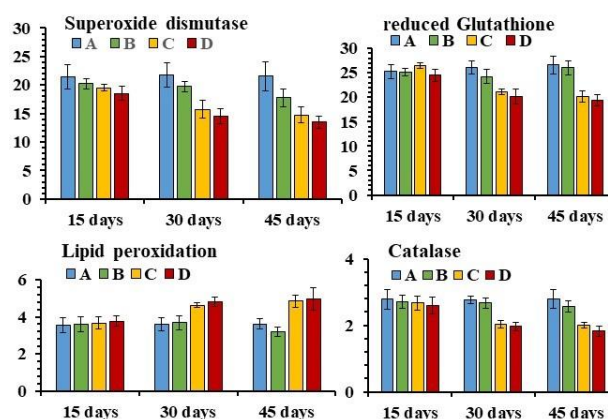 Superoxide dismutase
A B C D
30
25
20
15
10
5
0
15 days 30 days 45 days
reduced Glutathione
A B C D
30
25
20
15
10
5
0
15 days 30 days 45 days
Lipid peroxidation
A B C D
6
4
2
0
15 days 30 days 45 days
Catalase
A B C D
4
2
0
15 days 30 days 45 days